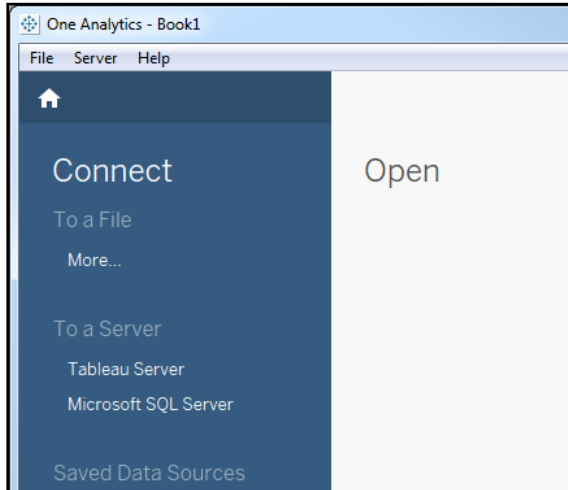 One Analytics - Book1
File Server Help
Connect
Open
To a File
More...
To a Server
Tableau Server
Microsoft SQL Server
Saved Data Sources